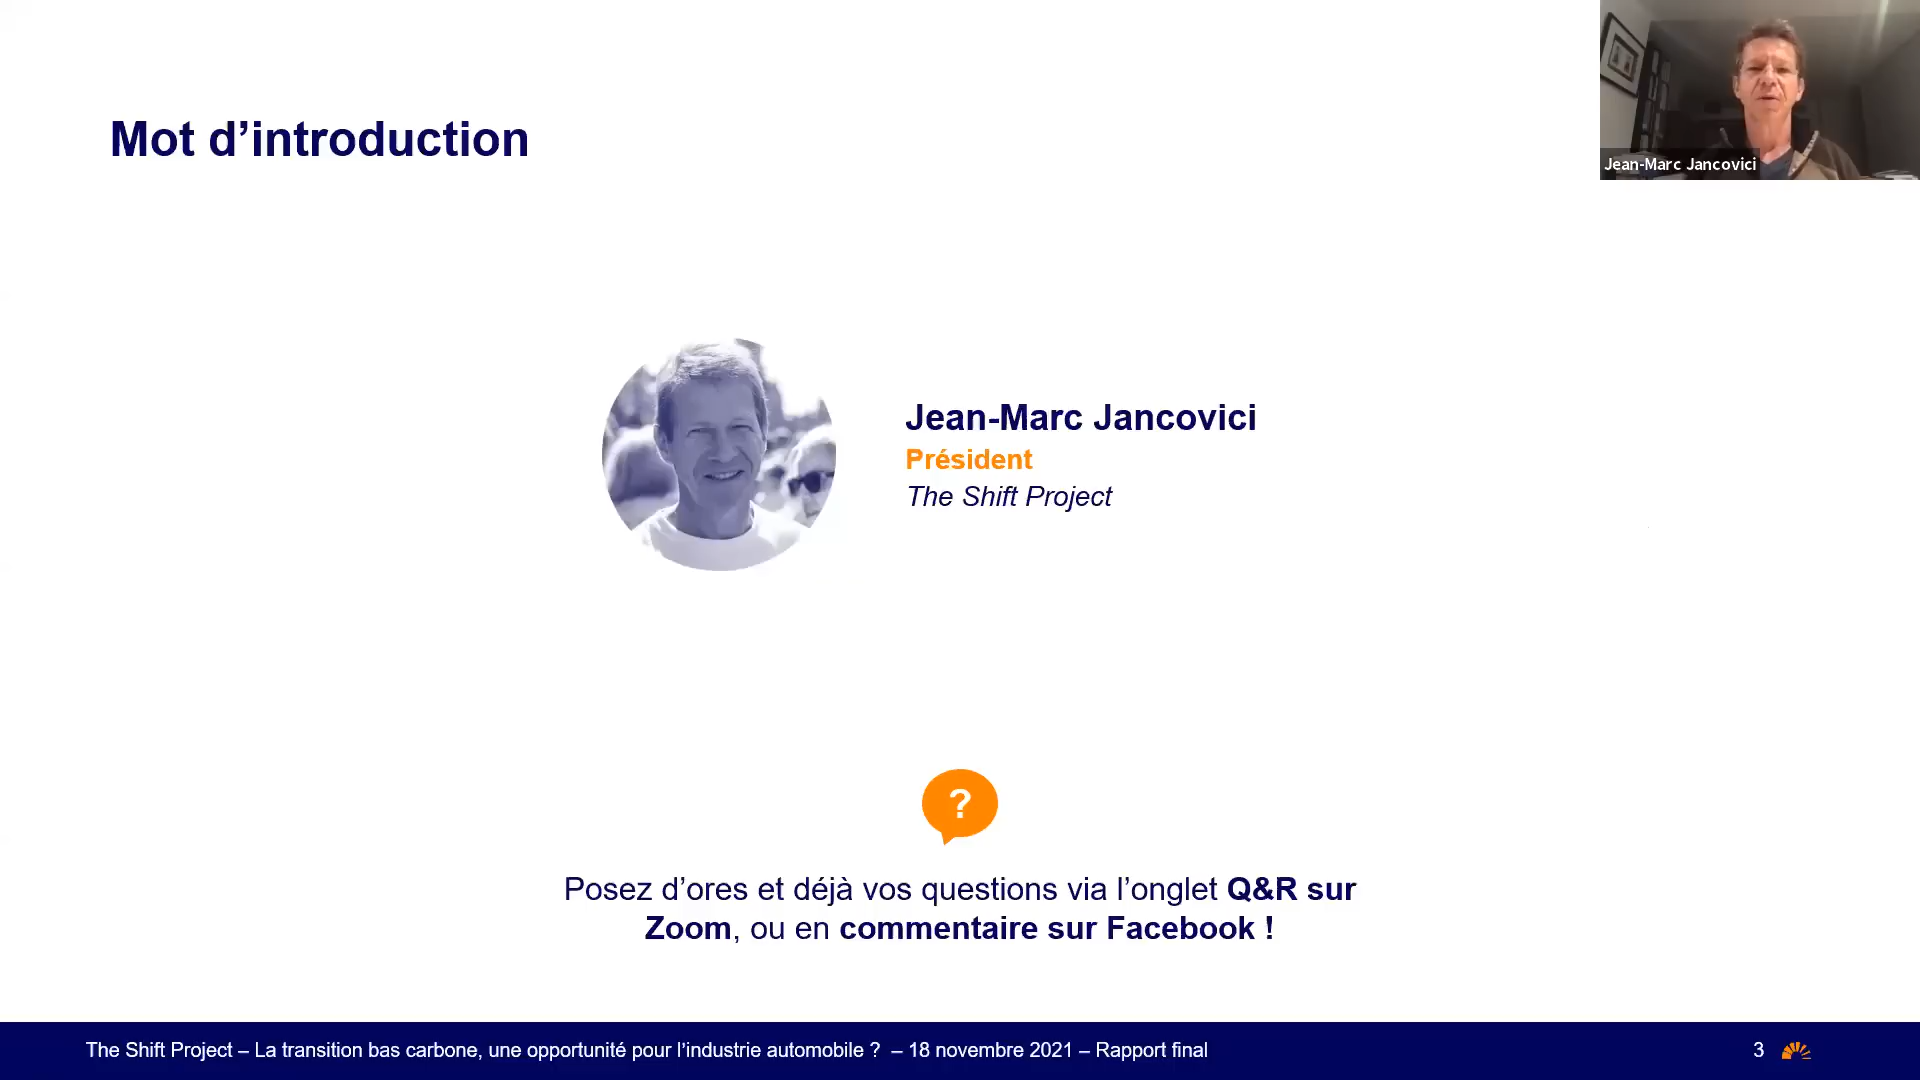 Mot d’introduction
Jean-Marc Jancovici
Jean-Marc Jancovici
Président
The Shift Project
?
Posez d’ores et déjà vos questions via l’onglet Q&R sur
Zoom, ou en commentaire sur Facebook !
The Shift Project – La transition bas carbone, une opportunité pour l’industrie automobile ? – 18 novembre 2021 – Rapport final
3